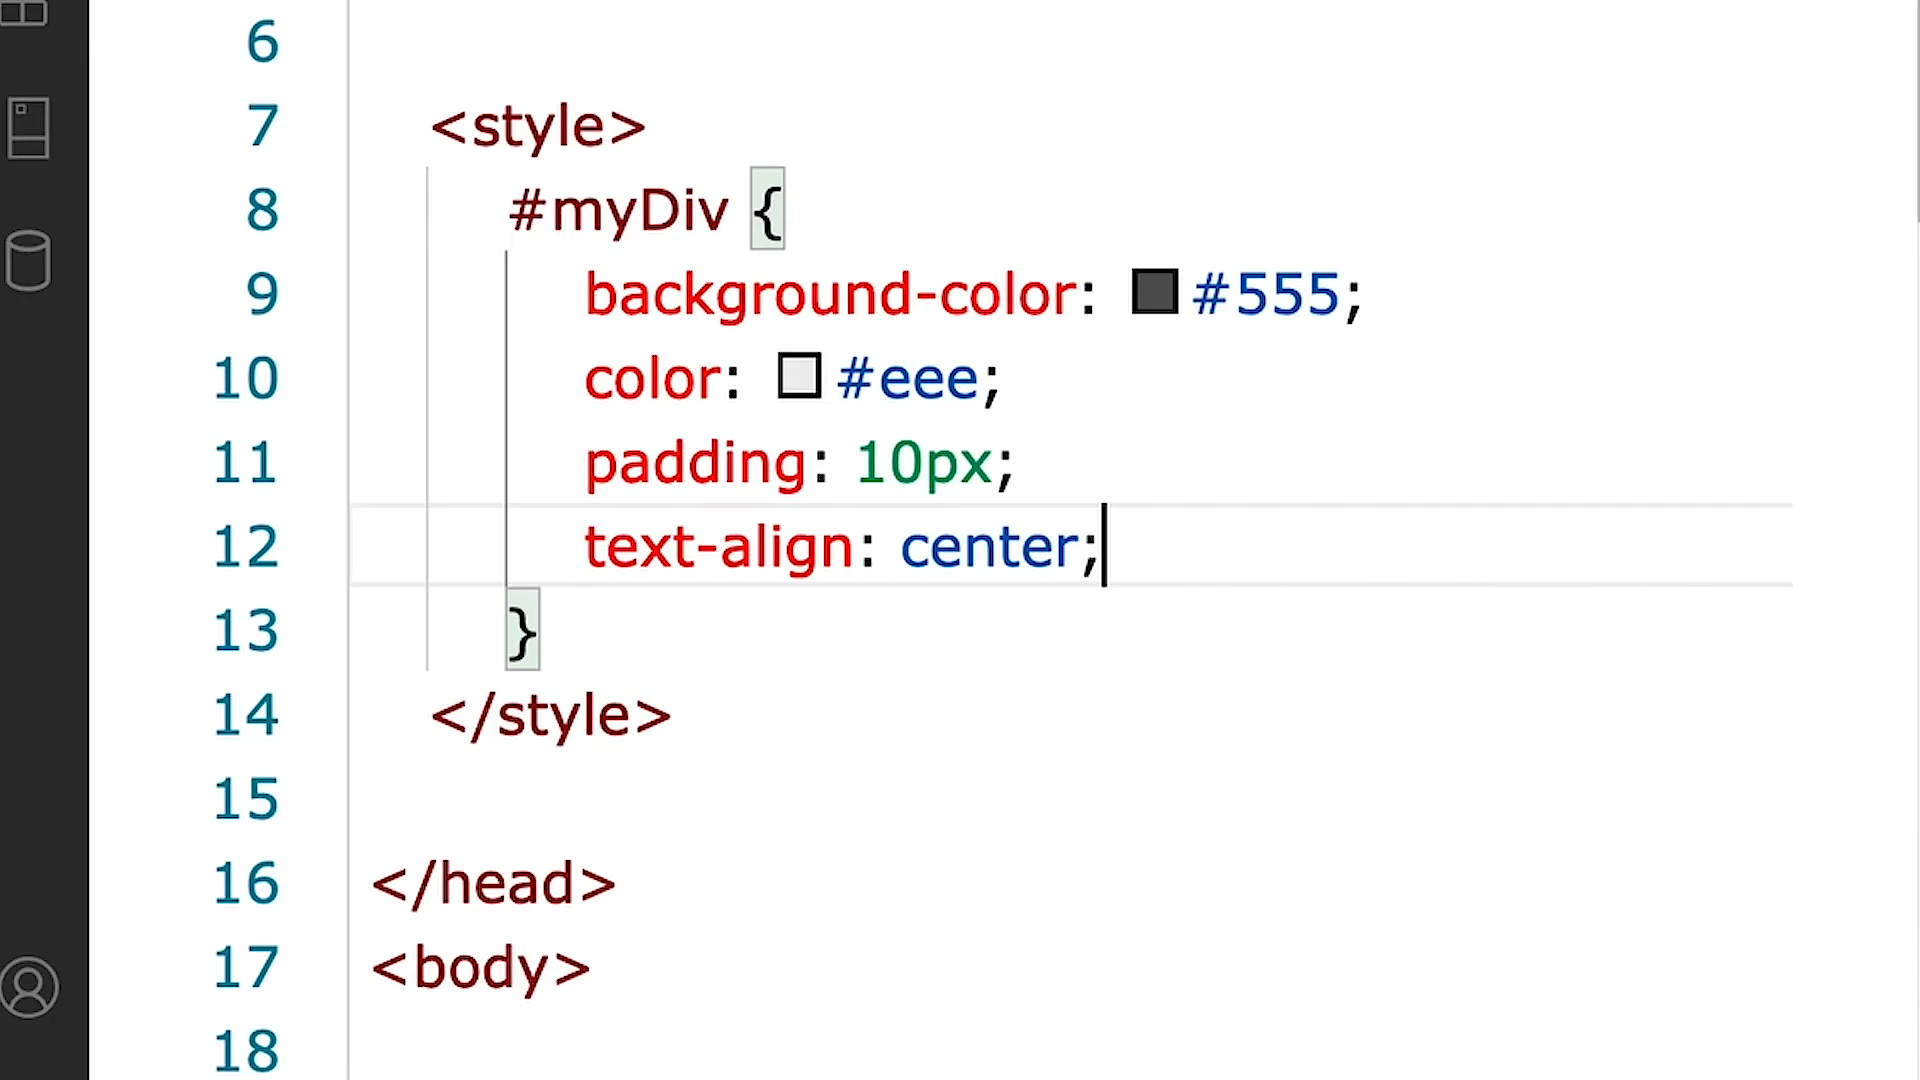 6
7 <style>
8 #myDiv {
9 background-color: #555;
10 color: #eee;
11 padding: 10px;
12 text-align: center;
13 }
14 </style>
15
16 </head>
17 <body>
18